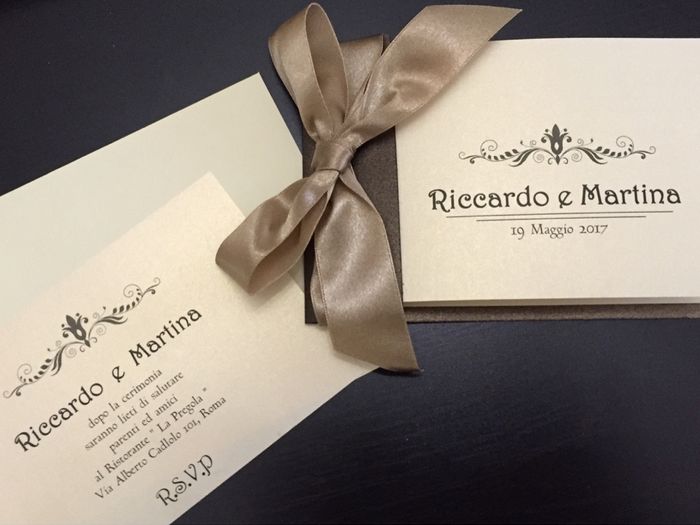 Riccardo e Martina
dopo la cerimonia
saranno lieti di salutare
parenti ed amici
al Ristorante " La Pregola "
Via Alberto Cadlolo 101, Roma
R.S.V.P
Riccardo e Martina
19 Maggio 2017